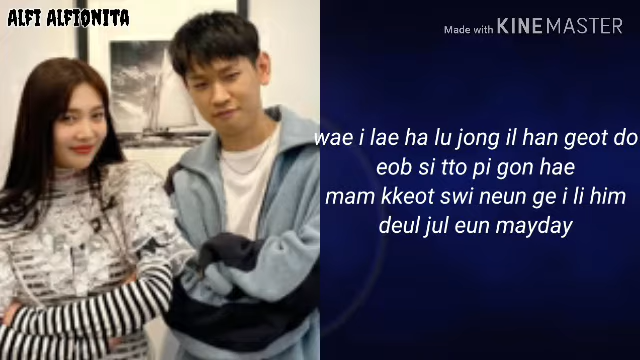 ALFI ALFIONITA
Made with KINEMASTER
wae i lae ha lu jong il han geot do
eob si tto pi gon hae
mam kkeot swi neun ge i li him
deul jul eun mayday